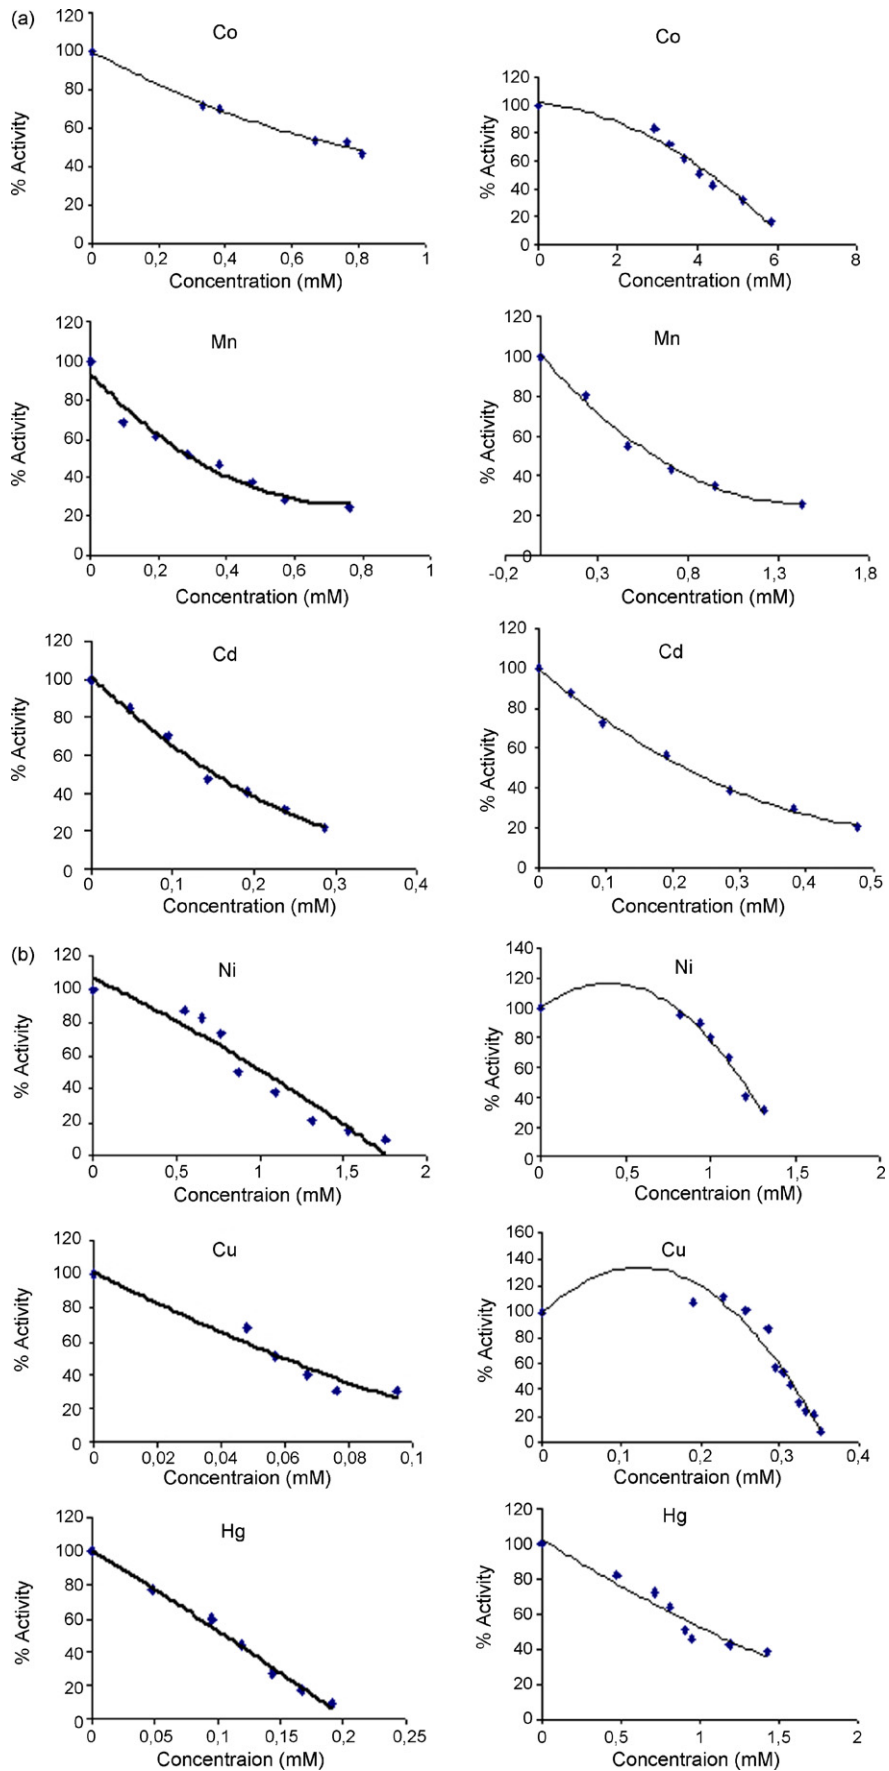 (a)
Co
120
100
80
60
40
20
0
% Activity
0 0,2 0,4 0,6 0,8 1
Concentration (mM)
Co
120
100
80
60
40
20
0
% Activity
0 2 4 6 8
Concentration (mM)
Mn
120
100
80
60
40
20
0
% Activity
0 0,2 0,4 0,6 0,8 1
Concentration (mM)
Mn
120
100
80
60
40
20
0
% Activity
-0,2 0,3 0,8 1,3 1,8
Concentration (mM)
Cd
120
100
80
60
40
20
0
% Activity
0 0,1 0,2 0,3 0,4
Concentration (mM)
Cd
120
100
80
60
40
20
0
% Activity
0 0,1 0,2 0,3 0,4 0,5
Concentration (mM)
(b)
Ni
120
100
80
60
40
20
0
% Activity
0 0,5 1 1,5 2
Concentraion (mM)
Ni
140
120
100
80
60
40
20
0
% Activity
0 0,5 1 1,5 2
Concentraion (mM)
Cu
120
100
80
60
40
20
0
% Activity
0 0,02 0,04 0,06 0,08 0,1
Concentraion (mM)
Cu
160
140
120
100
80
60
40
20
0
% Activity
0 0,1 0,2 0,3 0,4
Concentraion (mM)
Hg
120
100
80
60
40
20
0
% Activity
0 0,05 0,1 0,15 0,2 0,25
Concentraion (mM)
Hg
120
100
80
60
40
20
0
% Activity
0 0,5 1 1,5 2
Concentraion (mM)